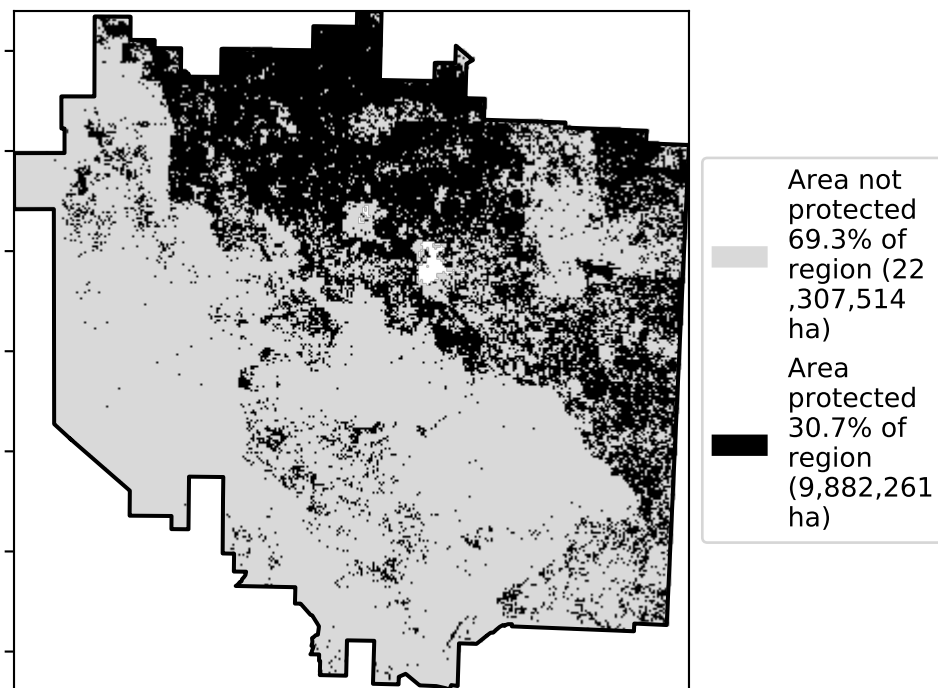 Area not
protected
69.3% of
region (22
,307,514
ha)
Area
protected
30.7% of
region
(9,882,261
ha)